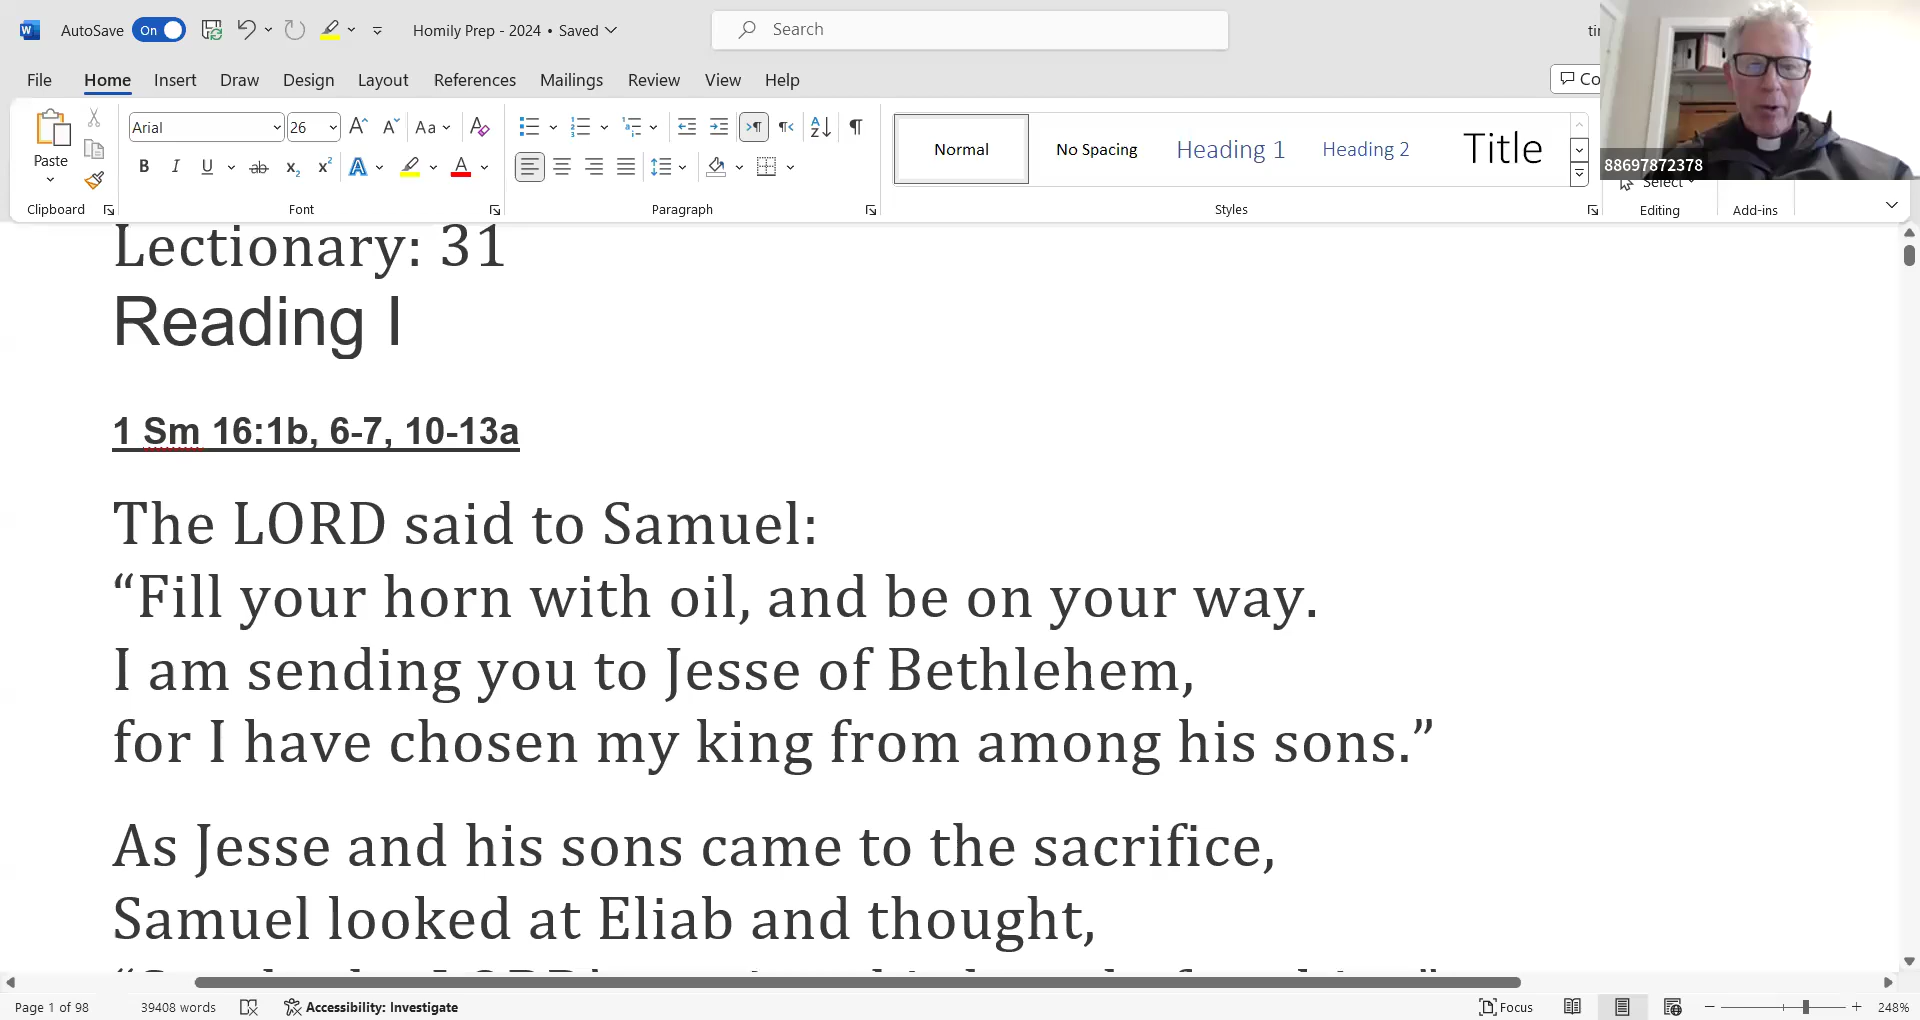 AutoSave On Homily Prep - 2024 • Saved Search
File Home Insert Draw Design Layout References Mailings Review View Help Co
Paste Arial 26 Normal No Spacing Heading 1 Heading 2 Title
88697872378
Select
Clipboard Font Paragraph Styles Editing Add-ins
Lectionary: 31
Reading I
1 Sm 16:1b, 6-7, 10-13a
The LORD said to Samuel:
“Fill your horn with oil, and be on your way.
I am sending you to Jesse of Bethlehem,
for I have chosen my king from among his sons.”
As Jesse and his sons came to the sacrifice,
Samuel looked at Eliab and thought,
Page 1 of 98 39408 words Accessibility: Investigate Focus 248%